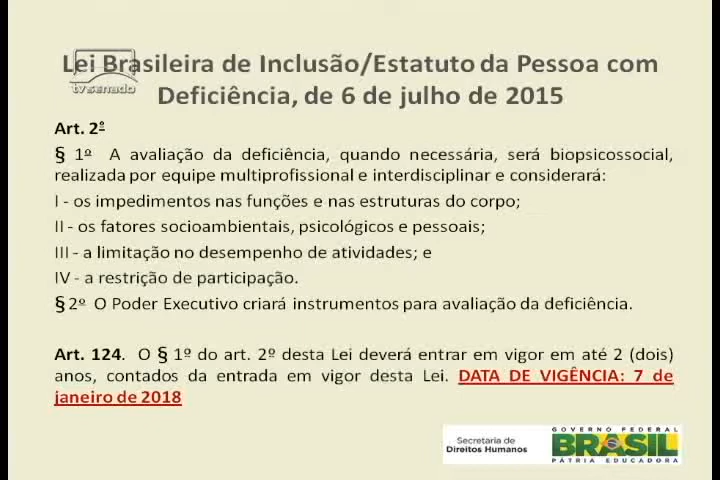 Lei Brasileira de Inclusão/Estatuto da Pessoa com
tv senado
Deficiência, de 6 de julho de 2015
Art. 2º
§ 1º A avaliação da deficiência, quando necessária, será biopsicossocial,
realizada por equipe multiprofissional e interdisciplinar e considerará:
I - os impedimentos nas funções e nas estruturas do corpo;
II - os fatores socioambientais, psicológicos e pessoais;
III - a limitação no desempenho de atividades; e
IV - a restrição de participação.
§ 2º O Poder Executivo criará instrumentos para avaliação da deficiência.
Art. 124. O § 1º do art. 2º desta Lei deverá entrar em vigor em até 2 (dois)
anos, contados da entrada em vigor desta Lei. DATA DE VIGÊNCIA: 7 de
janeiro de 2018
Secretaria de
Direitos Humanos
GOVERNO FEDERAL
BRASIL
PÁTRIA EDUCADORA